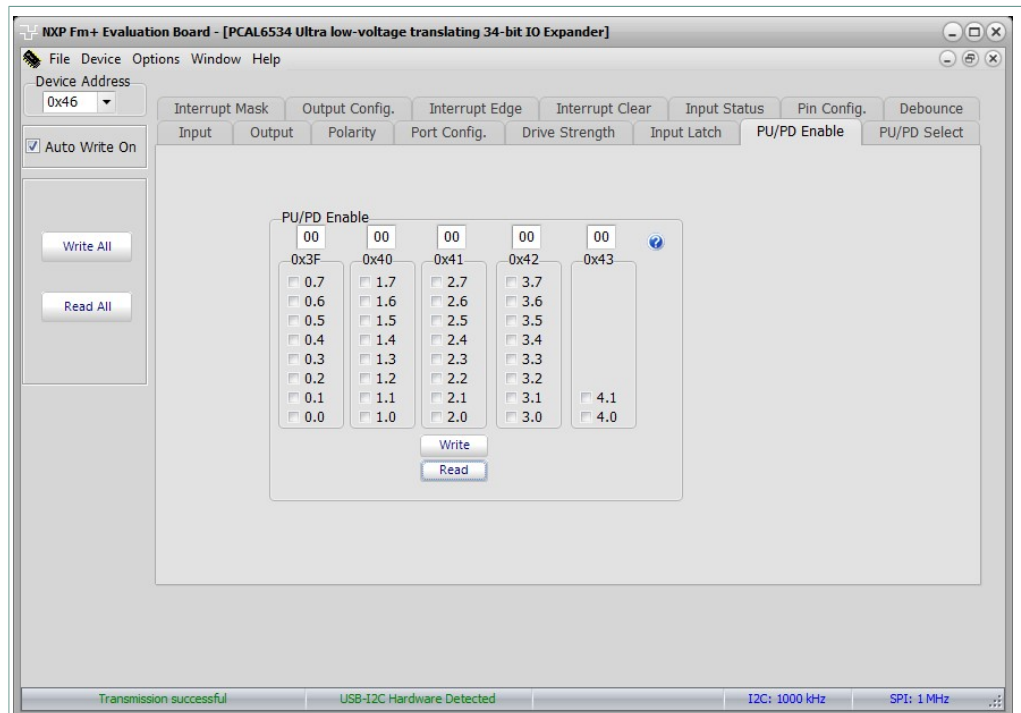 NXP Fm+ Evaluation Board - [PCAL6534 Ultra low-voltage translating 34-bit IO Expander]
File Device Options Window Help
Device Address
0x46
Auto Write On
Write All
Read All
Interrupt Mask Output Config. Interrupt Edge Interrupt Clear Input Status Pin Config. Debounce
Input Output Polarity Port Config. Drive Strength Input Latch PU/PD Enable PU/PD Select
PU/PD Enable
00 00 00 00 00
0x3F 0x40 0x41 0x42 0x43
0.7 1.7 2.7 3.7
0.6 1.6 2.6 3.6
0.5 1.5 2.5 3.5
0.4 1.4 2.4 3.4
0.3 1.3 2.3 3.3
0.2 1.2 2.2 3.2
0.1 1.1 2.1 3.1 4.1
0.0 1.0 2.0 3.0 4.0
Write
Read
Transmission successful USB-I2C Hardware Detected I2C: 1000 kHz SPI: 1 MHz